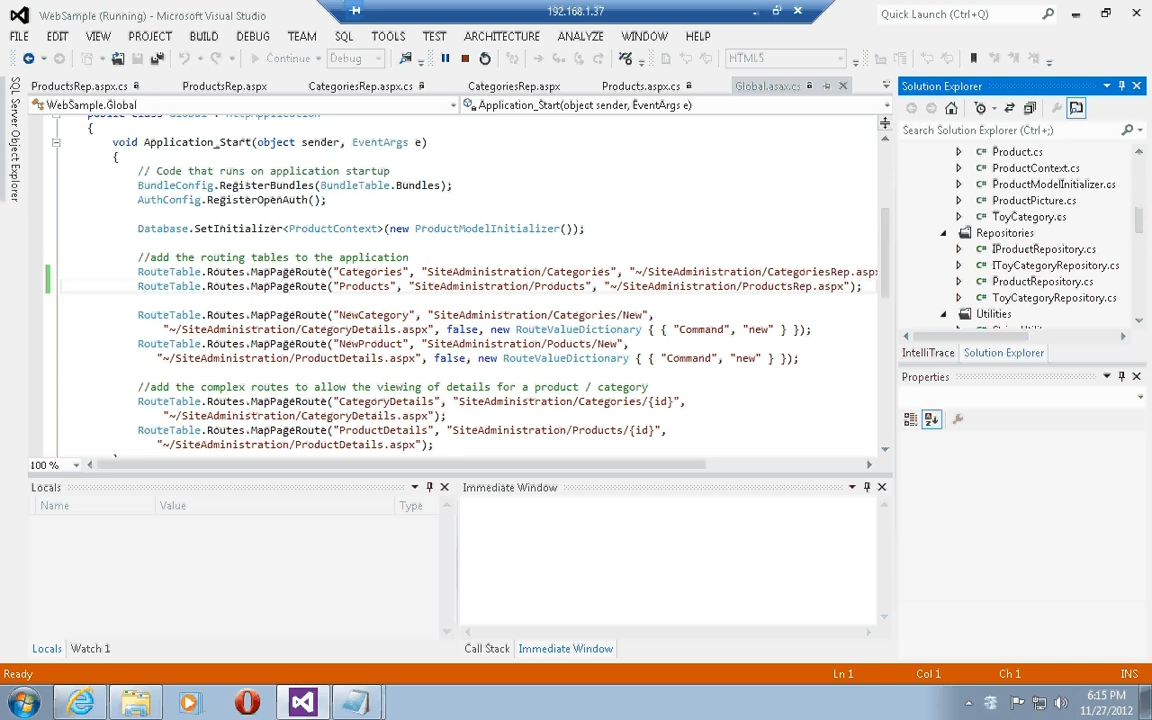 WebSample (Running) - Microsoft Visual Studio
192.168.1.37
Quick Launch (Ctrl+Q)
FILE EDIT VIEW PROJECT BUILD DEBUG TEAM SQL TOOLS TEST ARCHITECTURE ANALYZE WINDOW HELP
Continue Debug HTML5
SQL Server Object Explorer
ProductsRep.aspx.cs ProductsRep.aspx CategoriesRep.aspx.cs CategoriesRep.aspx Products.aspx.cs Global.asax.cs
WebSample.Global Application_Start(object sender, EventArgs e)
public class Global : HttpApplication
{
void Application_Start(object sender, EventArgs e)
{
// Code that runs on application startup
BundleConfig.RegisterBundles(BundleTable.Bundles);
AuthConfig.RegisterOpenAuth();
Database.SetInitializer<ProductContext>(new ProductModelInitializer());
//add the routing tables to the application
RouteTable.Routes.MapPageRoute("Categories", "SiteAdministration/Categories", "~/SiteAdministration/CategoriesRep.aspx
RouteTable.Routes.MapPageRoute("Products", "SiteAdministration/Products", "~/SiteAdministration/ProductsRep.aspx");
RouteTable.Routes.MapPageRoute("NewCategory", "SiteAdministration/Categories/New",
"~/SiteAdministration/CategoryDetails.aspx", false, new RouteValueDictionary { { "Command", "new" } });
RouteTable.Routes.MapPageRoute("NewProduct", "SiteAdministration/Poducts/New",
"~/SiteAdministration/ProductDetails.aspx", false, new RouteValueDictionary { { "Command", "new" } });
//add the complex routes to allow the viewing of details for a product / category
RouteTable.Routes.MapPageRoute("CategoryDetails", "SiteAdministration/Categories/{id}",
"~/SiteAdministration/CategoryDetails.aspx");
RouteTable.Routes.MapPageRoute("ProductDetails", "SiteAdministration/Products/{id}",
"~/SiteAdministration/ProductDetails.aspx");
100 %
Solution Explorer
Search Solution Explorer (Ctrl+;)
Product.cs
ProductContext.cs
ProductModelInitializer.cs
ProductPicture.cs
ToyCategory.cs
Repositories
IProductRepository.cs
IToyCategoryRepository.cs
ProductRepository.cs
ToyCategoryRepository.cs
Utilities
IntelliTrace Solution Explorer
Properties
Locals
Name Value Type
Locals Watch 1
Immediate Window
Call Stack Immediate Window
Ready Ln 1 Col 1 Ch 1 INS
6:15 PM
11/27/2012